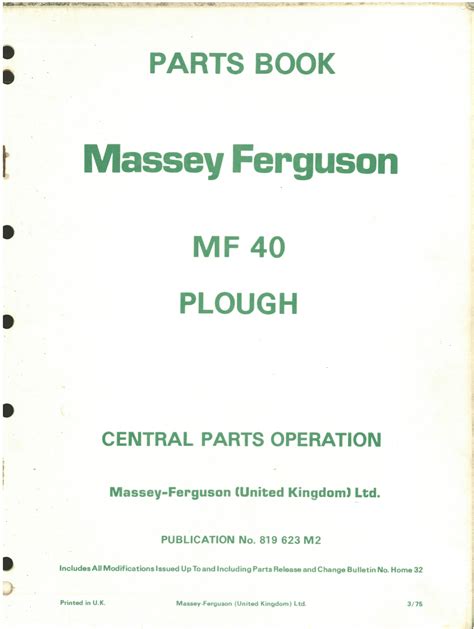 PARTS BOOK
Massey Ferguson
MF 40
PLOUGH
CENTRAL PARTS OPERATION
Massey-Ferguson (United Kingdom) Ltd.
PUBLICATION No. 819 623 M2
Includes All Modifications Issued Up To and Including Parts Release and Change Bulletin No. Home 32
Printed in U.K. Massey-Ferguson (United Kingdom) Ltd. 3/75